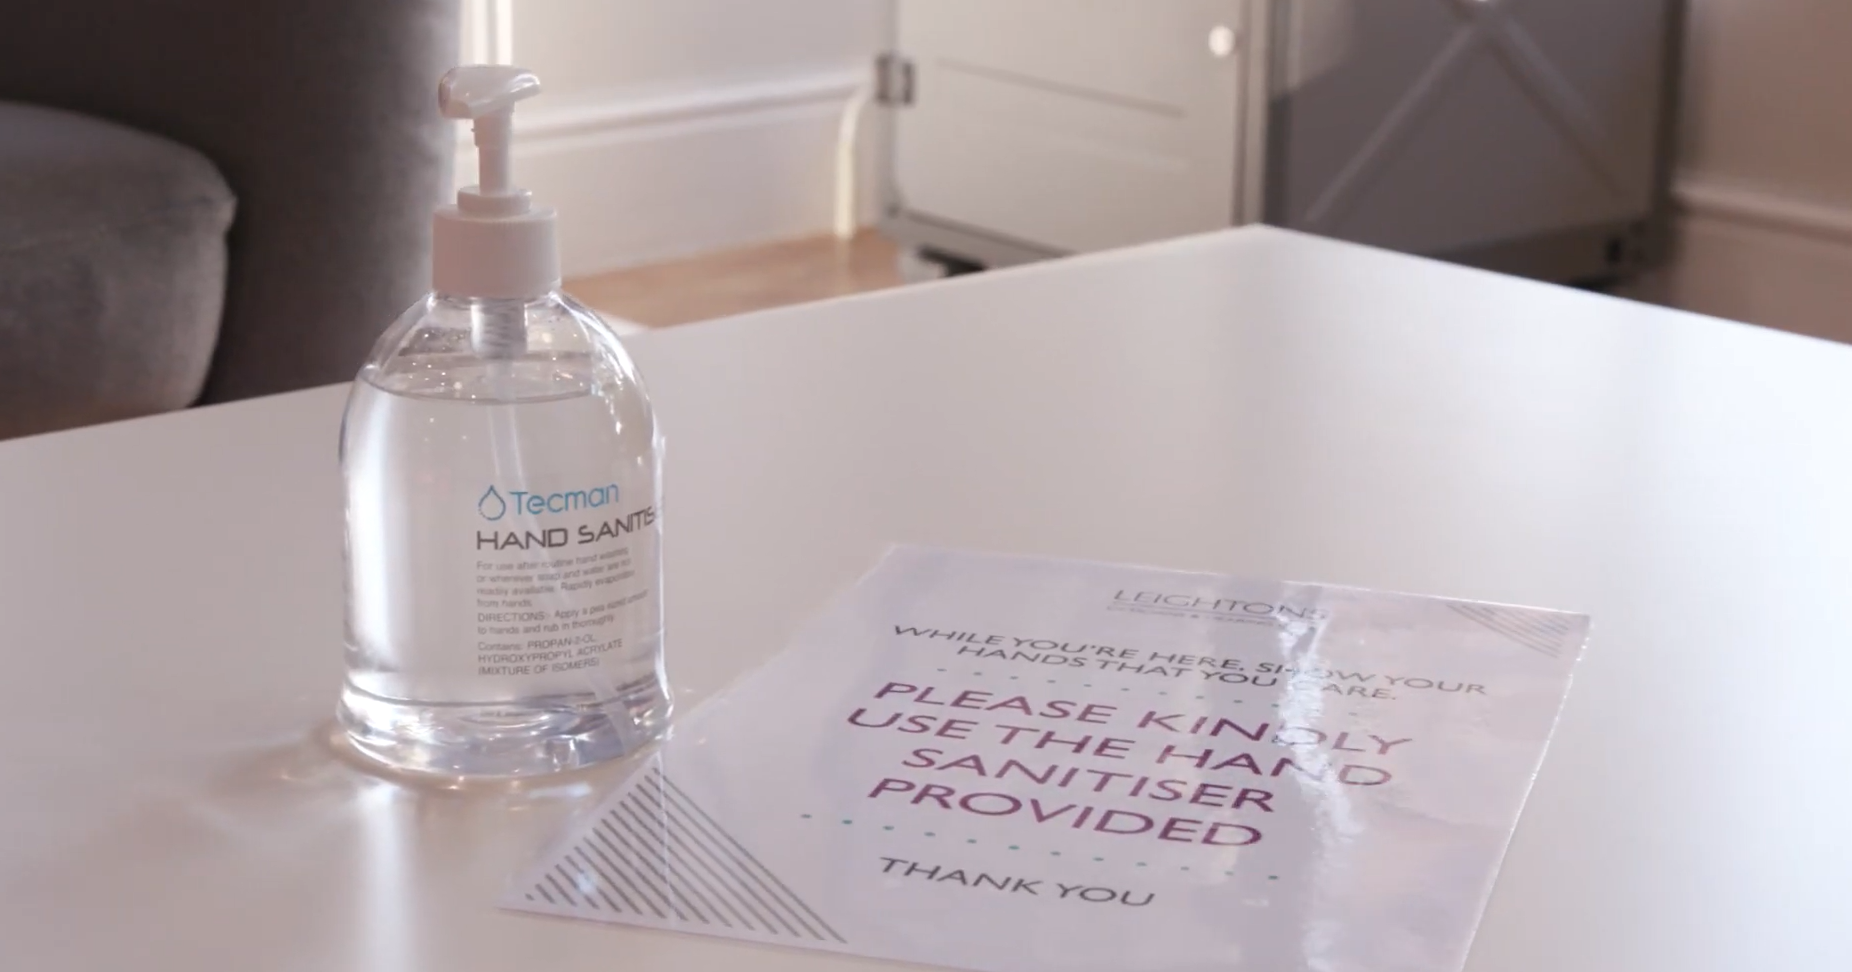 Tecman
HAND SANITIS
For use after routine hand washing
or wherever soap and water are not
readily available. Rapidly evaporates
from hands.
DIRECTIONS:- Apply a pea sized amount
to hands and rub in thoroughly.
Contains: PROPAN-2-OL,
HYDROXYPROPYL ACRYLATE
(MIXTURE OF ISOMERS)
LEIGHTONS
WHILE YOU'RE HERE, SHOW YOUR
HANDS THAT YOU CARE.
PLEASE KINDLY
USE THE HAND
SANITISER
PROVIDED
THANK YOU